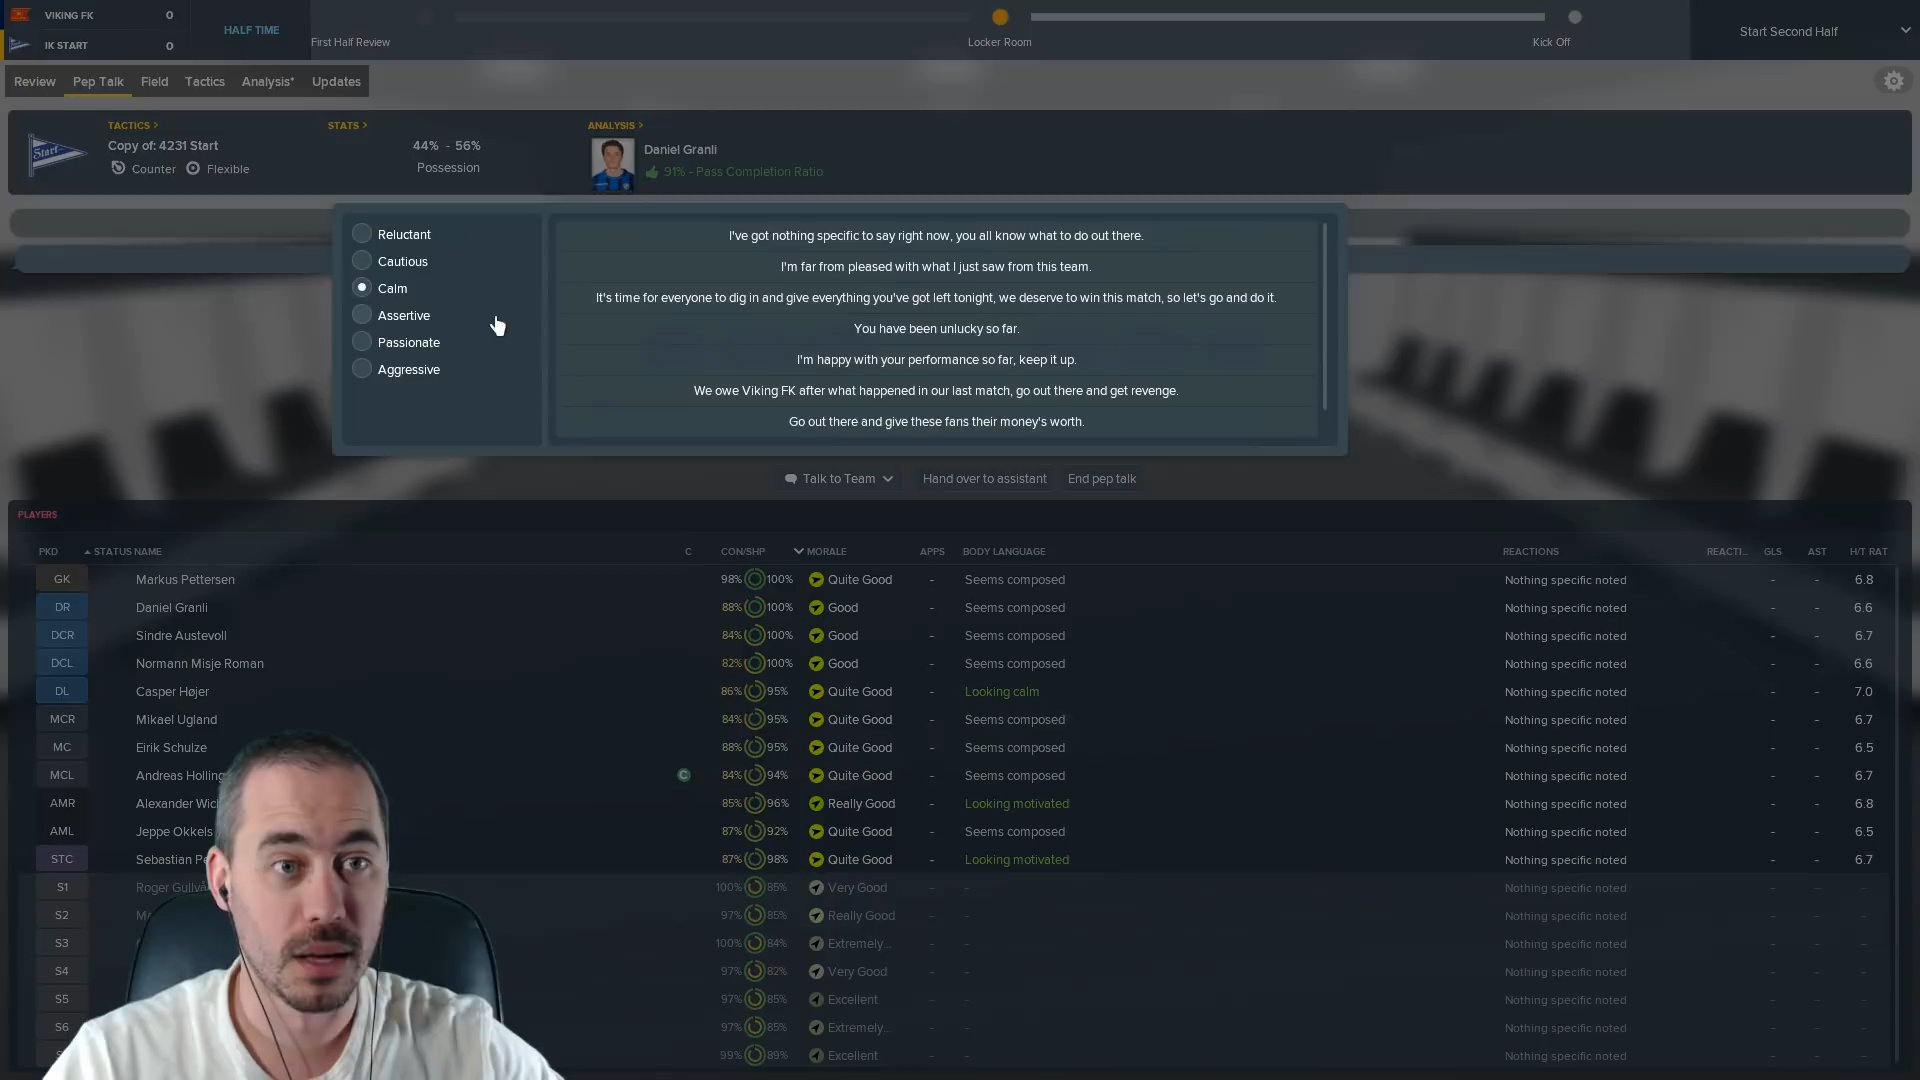 VIKING FK 0
IK START 0
HALF TIME
First Half Review
Locker Room
Kick Off
Start Second Half
Review Pep Talk Field Tactics Analysis* Updates
TACTICS > STATS > ANALYSIS >
Copy of: 4231 Start
Counter Flexible
44% - 56%
Possession
Daniel Granli
91% - Pass Completion Ratio
Start
Reluctant
Cautious
Calm
Assertive
Passionate
Aggressive
I've got nothing specific to say right now, you all know what to do out there.
I'm far from pleased with what I just saw from this team.
It's time for everyone to dig in and give everything you've got left tonight, we deserve to win this match, so let's go and do it.
You have been unlucky so far.
I'm happy with your performance so far, keep it up.
We owe Viking FK after what happened in our last match, go out there and get revenge.
Go out there and give these fans their money's worth.
Talk to Team Hand over to assistant End pep talk
PLAYERS
PKD STATUS NAME C CON/SHP MORALE APPS BODY LANGUAGE REACTIONS REACTI... GLS AST H/T RAT
GK Markus Pettersen 98% 100% Quite Good - Seems composed Nothing specific noted - - 6.8
DR Daniel Granli 88% 100% Good - Seems composed Nothing specific noted - - 6.6
DCR Sindre Austevoll 84% 100% Good - Seems composed Nothing specific noted - - 6.7
DCL Normann Misje Roman 82% 100% Good - Seems composed Nothing specific noted - - 6.6
DL Casper Højer 86% 95% Quite Good - Looking calm Nothing specific noted - - 7.0
MCR Mikael Ugland 84% 95% Quite Good - Seems composed Nothing specific noted - - 6.7
MC Eirik Schulze 88% 95% Quite Good - Seems composed Nothing specific noted - - 6.5
MCL Andreas Holling C 84% 94% Quite Good - Seems composed Nothing specific noted - - 6.7
AMR Alexander Wic 85% 96% Really Good - Looking motivated Nothing specific noted - - 6.8
AML Jeppe Okkels 87% 92% Quite Good - Seems composed Nothing specific noted - - 6.5
STC Sebastian Pe 87% 98% Quite Good - Looking motivated Nothing specific noted - - 6.7
S1 Roger Gullvå 100% 85% Very Good - - Nothing specific noted - - -
S2 97% 85% Really Good - - Nothing specific noted - - -
S3 100% 84% Extremely... - - Nothing specific noted - - -
S4 97% 82% Very Good - - Nothing specific noted - - -
S5 97% 85% Excellent - - Nothing specific noted - - -
S6 97% 85% Extremely... - - Nothing specific noted - - -
99% 89% Excellent - - Nothing specific noted - - -